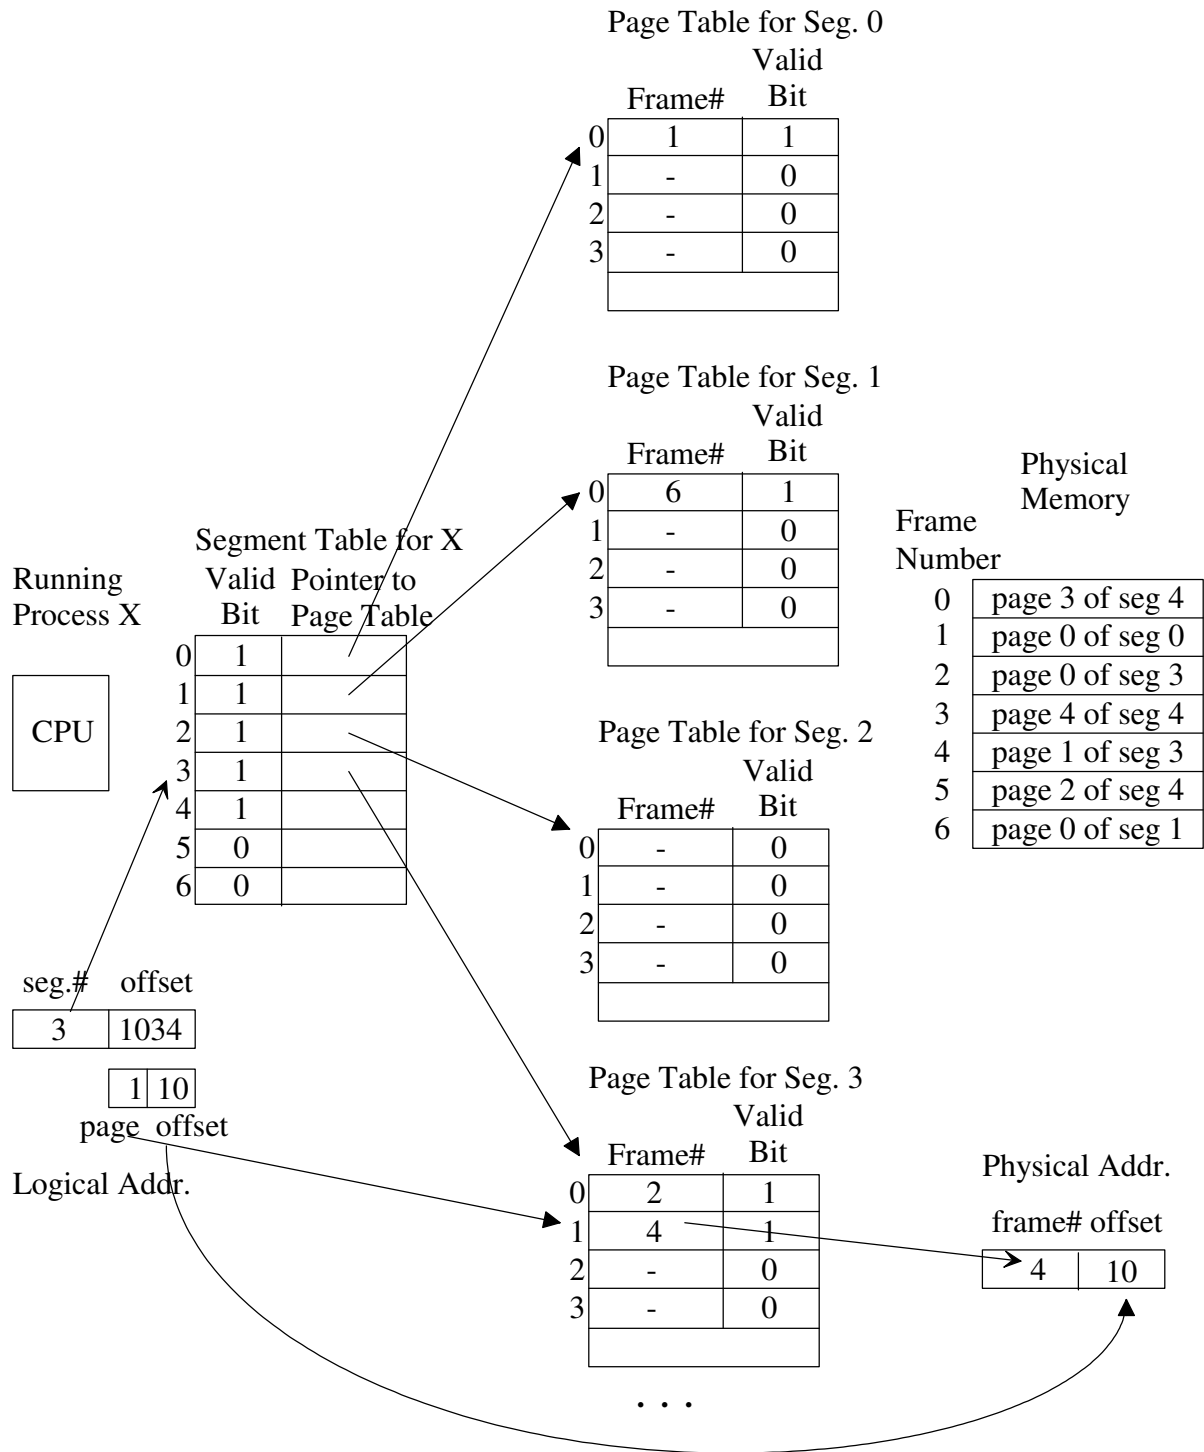 Page Table for Seg. 0
Valid
Frame# Bit
0 1 1
1 - 0
2 - 0
3 - 0
Page Table for Seg. 1
Valid
Frame# Bit
0 6 1
1 - 0
2 - 0
3 - 0
Segment Table for X
Valid Pointer to
Bit Page Table
0 1
1 1
2 1
3 1
4 1
5 0
6 0
Running
Process X
CPU
Physical
Memory
Frame
Number
0 page 3 of seg 4
1 page 0 of seg 0
2 page 0 of seg 3
3 page 4 of seg 4
4 page 1 of seg 3
5 page 2 of seg 4
6 page 0 of seg 1
Page Table for Seg. 2
Valid
Frame# Bit
0 - 0
1 - 0
2 - 0
3 - 0
seg.# offset
3 1034
1 10
page offset
Logical Addr.
Page Table for Seg. 3
Valid
Frame# Bit
0 2 1
1 4 1
2 - 0
3 - 0
. . .
Physical Addr.
frame# offset
4 10